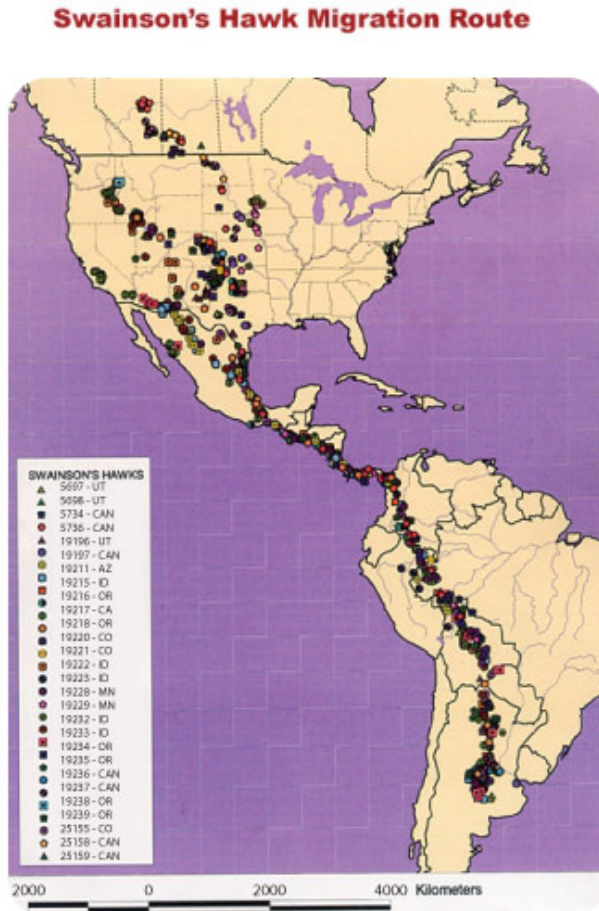 Swainson's Hawk Migration Route
SWAINSON'S HAWKS
5697 - UT
5698 - UT
5734 - CAN
5736 - CAN
19196 - UT
19197 - CAN
19211 - AZ
19215 - ID
19216 - OR
19217 - CA
19218 - OR
19220 - CO
19221 - CO
19222 - ID
19223 - ID
19228 - MN
19229 - MN
19232 - ID
19233 - ID
19234 - OR
19235 - OR
19236 - CAN
19237 - CAN
19238 - OR
19239 - OR
25155 - CO
25158 - CAN
25159 - CAN
2000 0 2000 4000 Kilometers